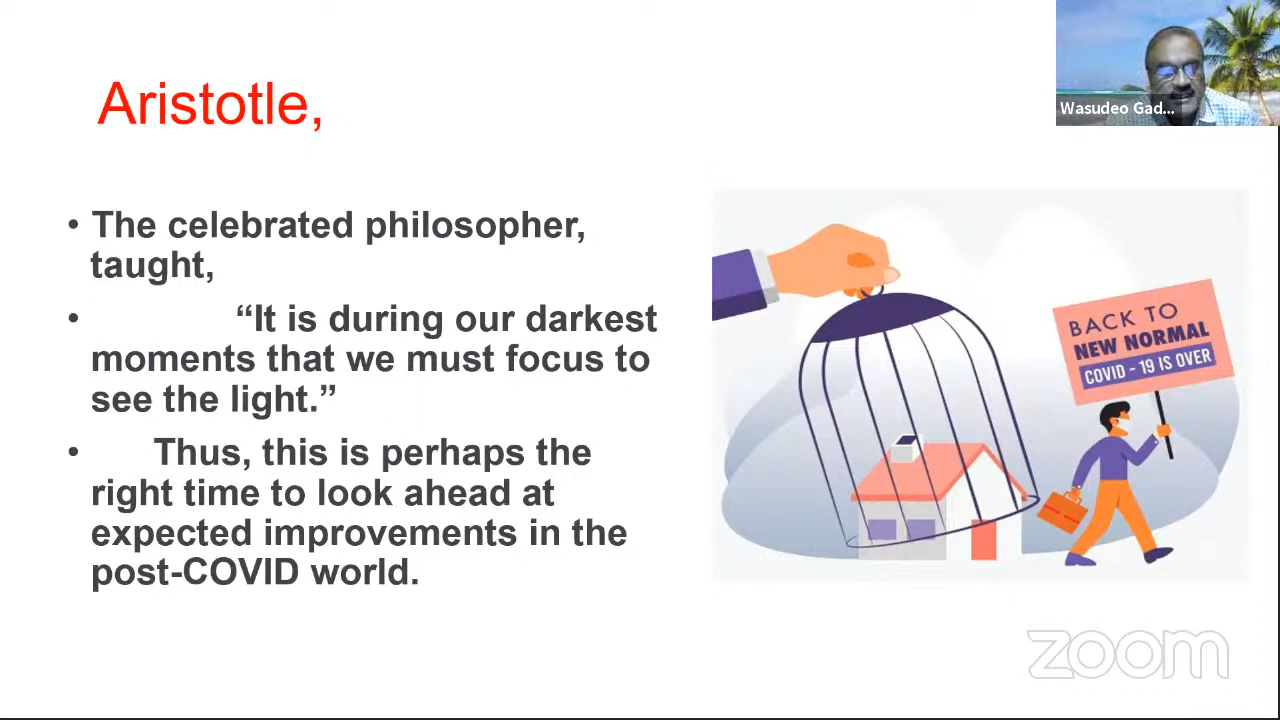 Aristotle,
• The celebrated philosopher,
taught,
• “It is during our darkest
moments that we must focus to
see the light.”
• Thus, this is perhaps the
right time to look ahead at
expected improvements in the
post-COVID world.
BACK TO
NEW NORMAL
COVID - 19 IS OVER
Wasudeo Gad...
zoom